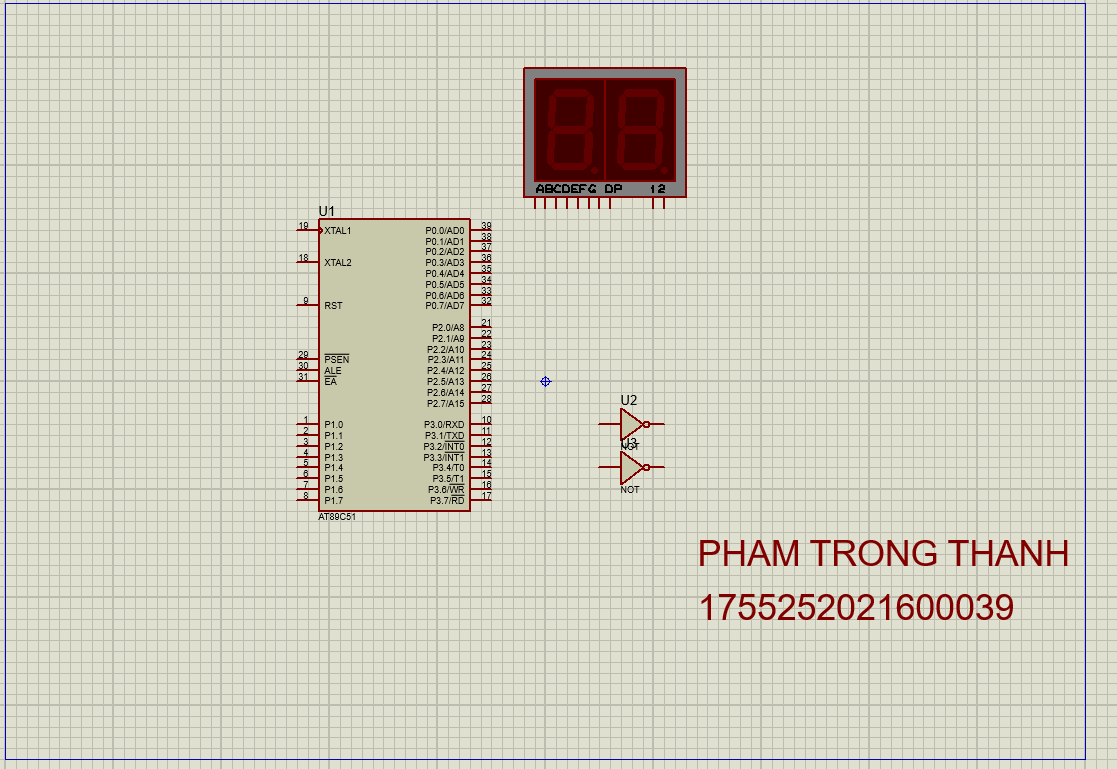 ABCDEFG DP 12
U1
19 XTAL1
18 XTAL2
9 RST
29 PSEN
30 ALE
31 EA
1 P1.0
2 P1.1
3 P1.2
4 P1.3
5 P1.4
6 P1.5
7 P1.6
8 P1.7
P0.0/AD0 39
P0.1/AD1 38
P0.2/AD2 37
P0.3/AD3 36
P0.4/AD4 35
P0.5/AD5 34
P0.6/AD6 33
P0.7/AD7 32
P2.0/A8 21
P2.1/A9 22
P2.2/A10 23
P2.3/A11 24
P2.4/A12 25
P2.5/A13 26
P2.6/A14 27
P2.7/A15 28
P3.0/RXD 10
P3.1/TXD 11
P3.2/INT0 12
P3.3/INT1 13
P3.4/T0 14
P3.5/T1 15
P3.6/WR 16
P3.7/RD 17
AT89C51
U2
NOT
U3
NOT
PHAM TRONG THANH
1755252021600039